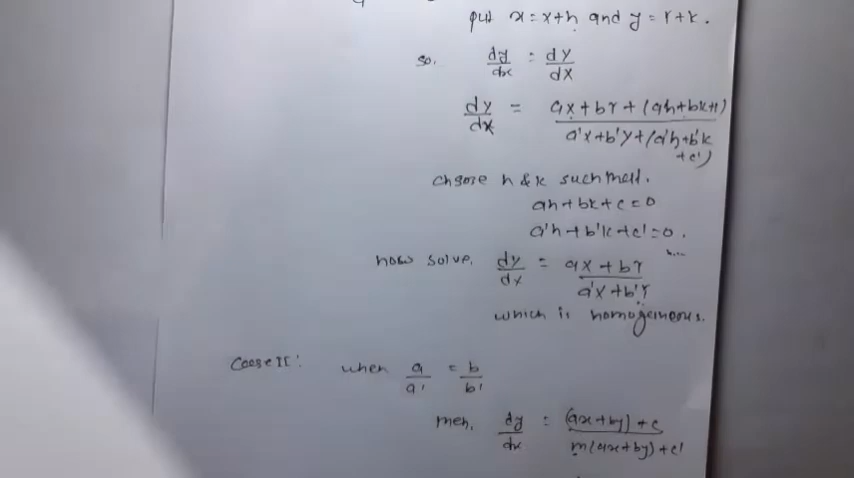 put x = X+h and y = Y+k.
so. dy/dx = dY/dX
dY/dX = aX+bY+(ah+bk+c) / a'X+b'Y+(a'h+b'k+c')
choose h & k such that.
ah+bk+c=0
a'h+b'k+c'=0.
now solve, dY/dX = aX+bY / a'X+b'Y
which is homogeneous.
Case II: when a/a' = b/b'
then, dy/dx = (ax+by)+c / m(ax+by)+c'